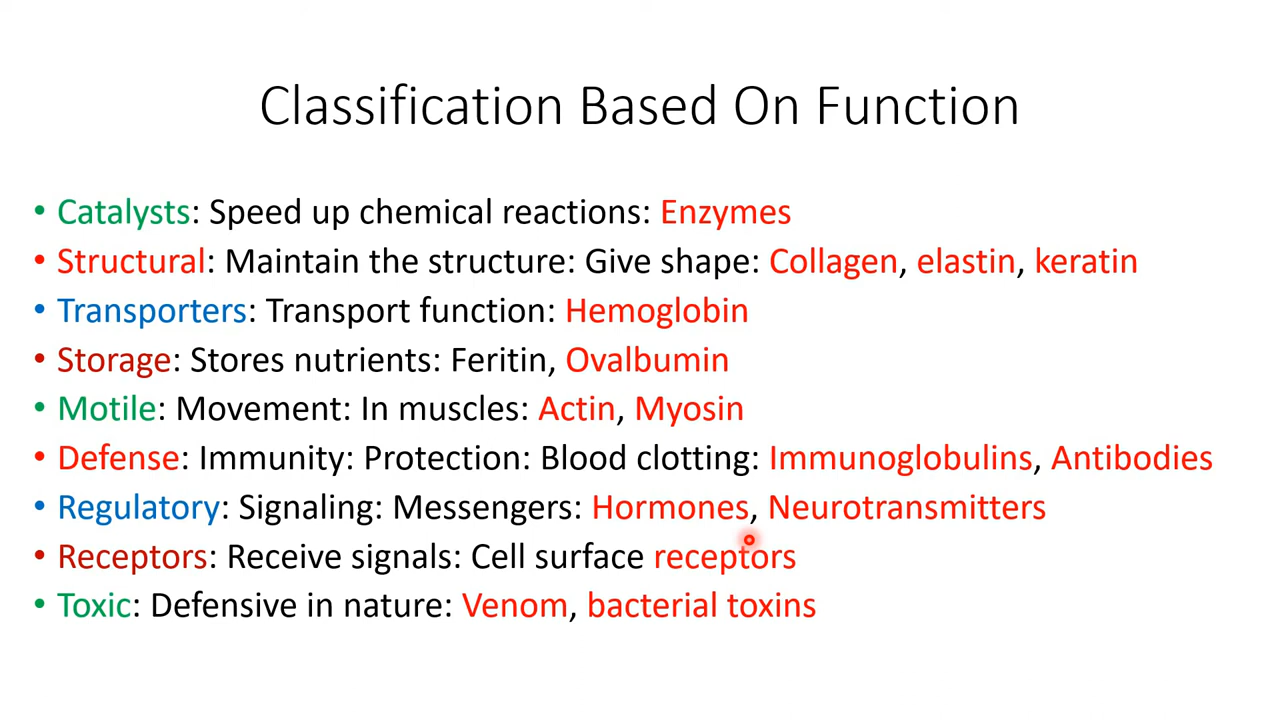 Classification Based On Function
• Catalysts: Speed up chemical reactions: Enzymes
• Structural: Maintain the structure: Give shape: Collagen, elastin, keratin
• Transporters: Transport function: Hemoglobin
• Storage: Stores nutrients: Feritin, Ovalbumin
• Motile: Movement: In muscles: Actin, Myosin
• Defense: Immunity: Protection: Blood clotting: Immunoglobulins, Antibodies
• Regulatory: Signaling: Messengers: Hormones, Neurotransmitters
• Receptors: Receive signals: Cell surface receptors
• Toxic: Defensive in nature: Venom, bacterial toxins